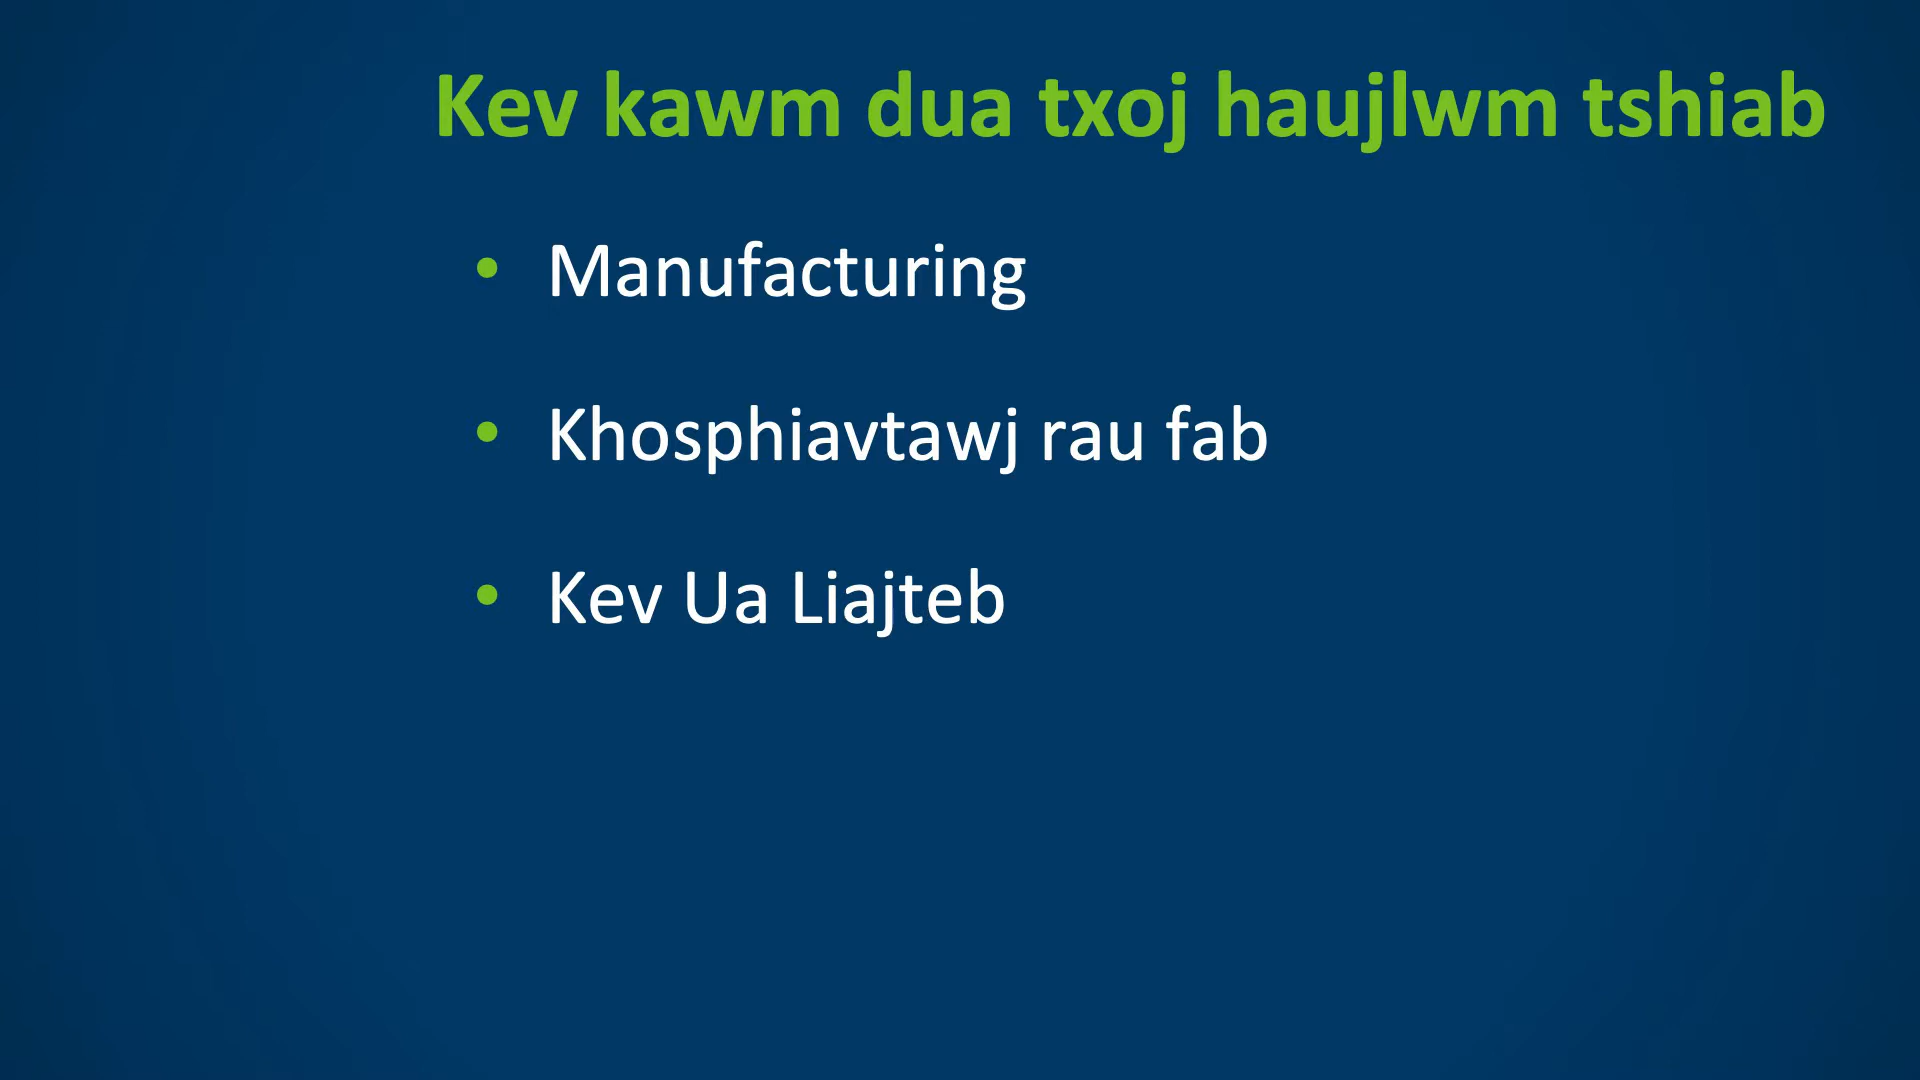 Kev kawm dua txoj haujlwm tshiab
• Manufacturing
• Khosphiavtawj rau fab
• Kev Ua Liajteb